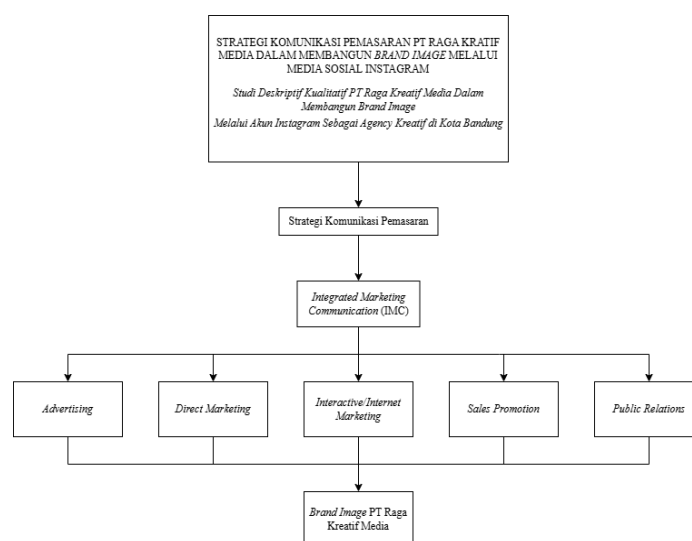 STRATEGI KOMUNIKASI PEMASARAN PT RAGA KRATIF
MEDIA DALAM MEMBANGUN BRAND IMAGE MELALUI
MEDIA SOSIAL INSTAGRAM
Studi Deskriptif Kualitatif PT Raga Kreatif Media Dalam
Membangun Brand Image
Melalui Akun Instagram Sebagai Agency Kreatif di Kota Bandung
Strategi Komunikasi Pemasaran
Integrated Marketing
Communication (IMC)
Advertising
Direct Marketing
Interactive/Internet
Marketing
Sales Promotion
Public Relations
Brand Image PT Raga
Kreatif Media